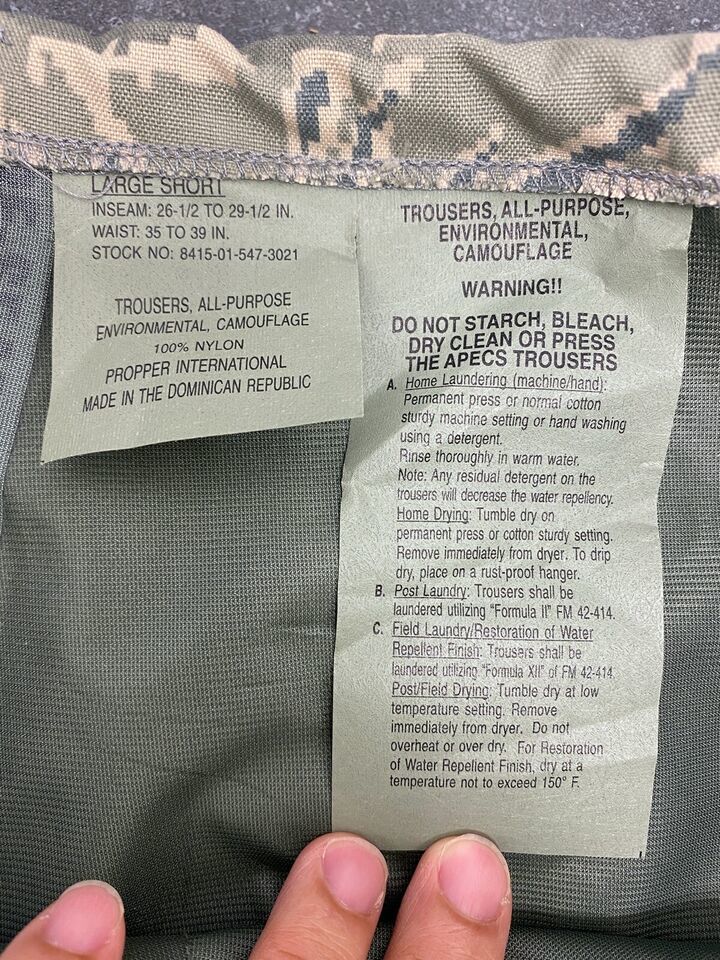 LARGE SHORT
INSEAM: 26-1/2 TO 29-1/2 IN.
WAIST: 35 TO 39 IN.
STOCK NO: 8415-01-547-3021
TROUSERS, ALL-PURPOSE
ENVIRONMENTAL, CAMOUFLAGE
100% NYLON
PROPPER INTERNATIONAL
MADE IN THE DOMINICAN REPUBLIC
TROUSERS, ALL-PURPOSE,
ENVIRONMENTAL,
CAMOUFLAGE
WARNING!!
DO NOT STARCH, BLEACH,
DRY CLEAN OR PRESS
THE APECS TROUSERS
A. Home Laundering (machine/hand):
Permanent press or normal cotton
sturdy machine setting or hand washing
using a detergent.
Rinse thoroughly in warm water.
Note: Any residual detergent on the
trousers will decrease the water repellency.
Home Drying: Tumble dry on
permanent press or cotton sturdy setting.
Remove immediately from dryer. To drip
dry, place on a rust-proof hanger.
B. Post Laundry: Trousers shall be
laundered utilizing "Formula II" FM 42-414.
C. Field Laundry/Restoration of Water
Repellent Finish: Trousers shall be
laundered utilizing "Formula XII" of FM 42-414.
Post/Field Drying: Tumble dry at low
temperature setting. Remove
immediately from dryer. Do not
overheat or over dry. For Restoration
of Water Repellent Finish, dry at a
temperature not to exceed 150° F.